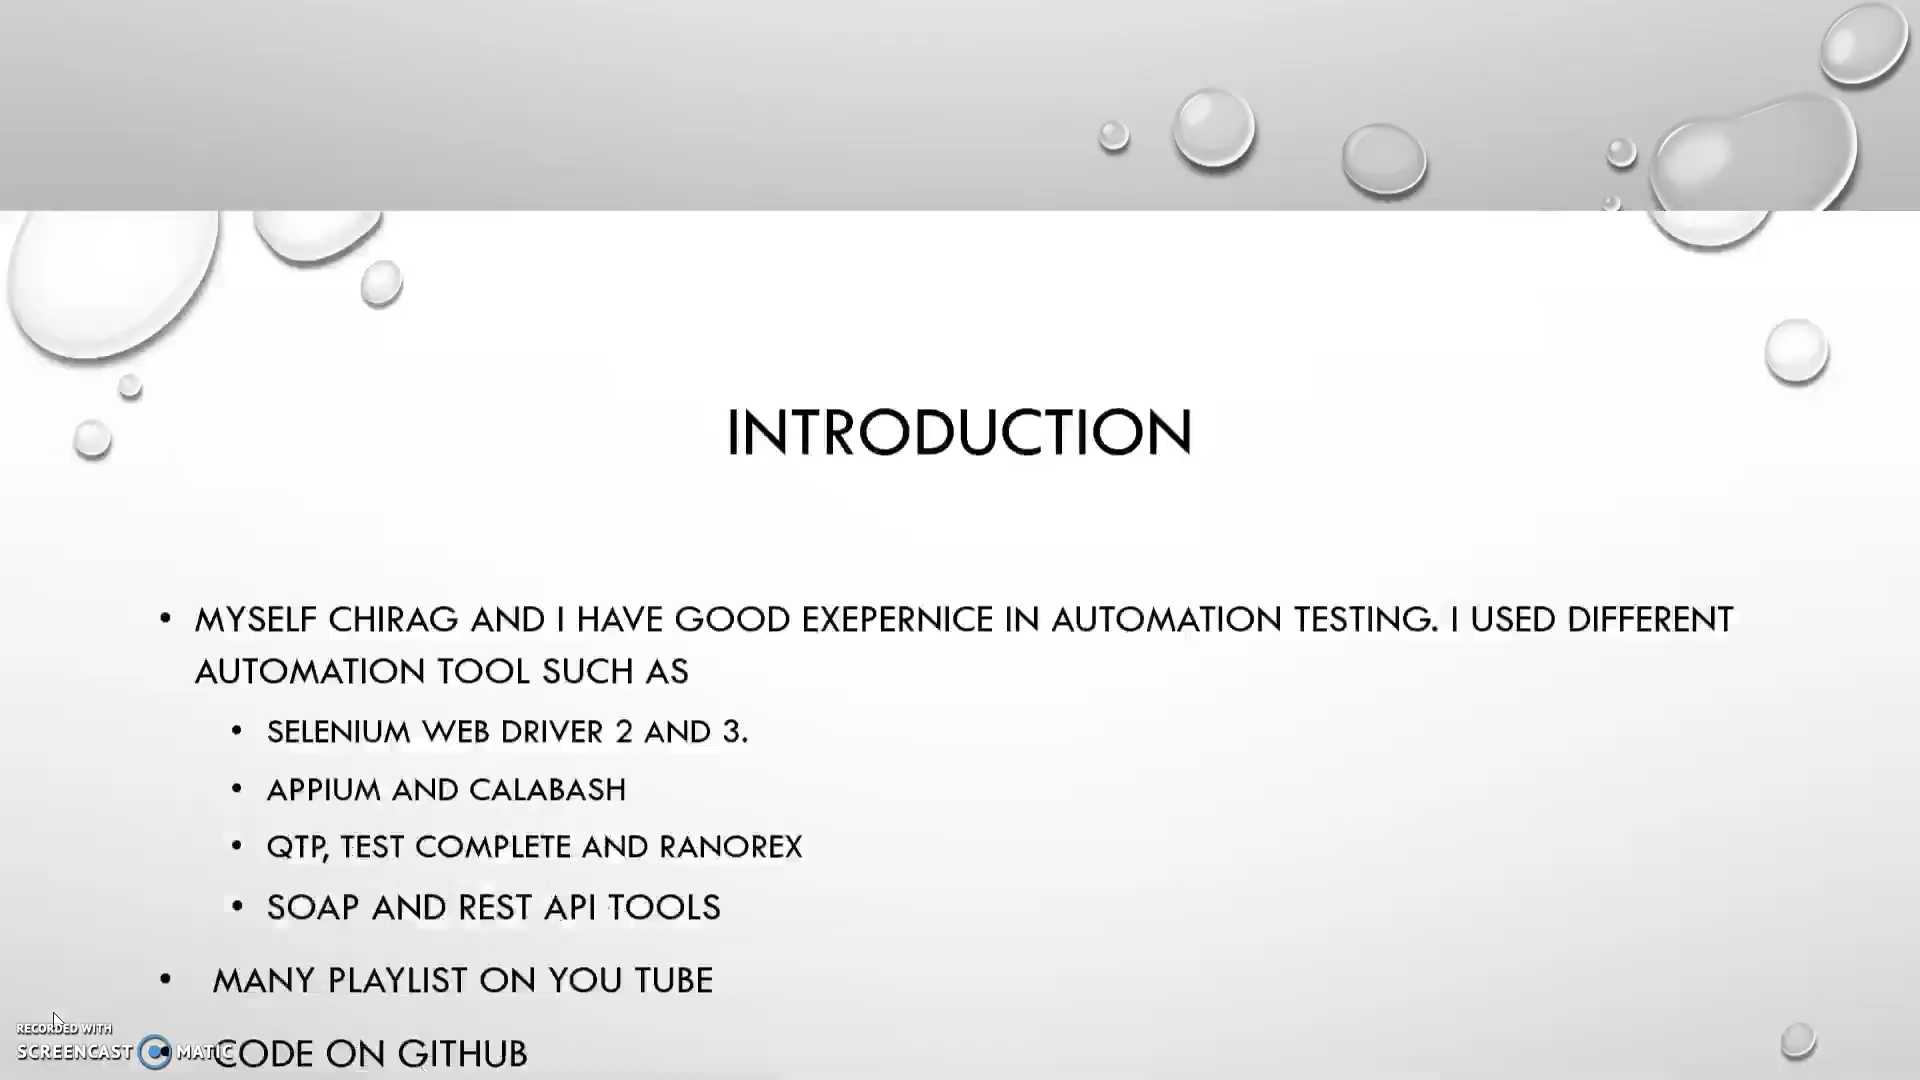 INTRODUCTION
• MYSELF CHIRAG AND I HAVE GOOD EXEPERNICE IN AUTOMATION TESTING. I USED DIFFERENT
AUTOMATION TOOL SUCH AS
• SELENIUM WEB DRIVER 2 AND 3.
• APPIUM AND CALABASH
• QTP, TEST COMPLETE AND RANOREX
• SOAP AND REST API TOOLS
• MANY PLAYLIST ON YOU TUBE
CODE ON GITHUB
RECORDED WITH
SCREENCAST MATIC